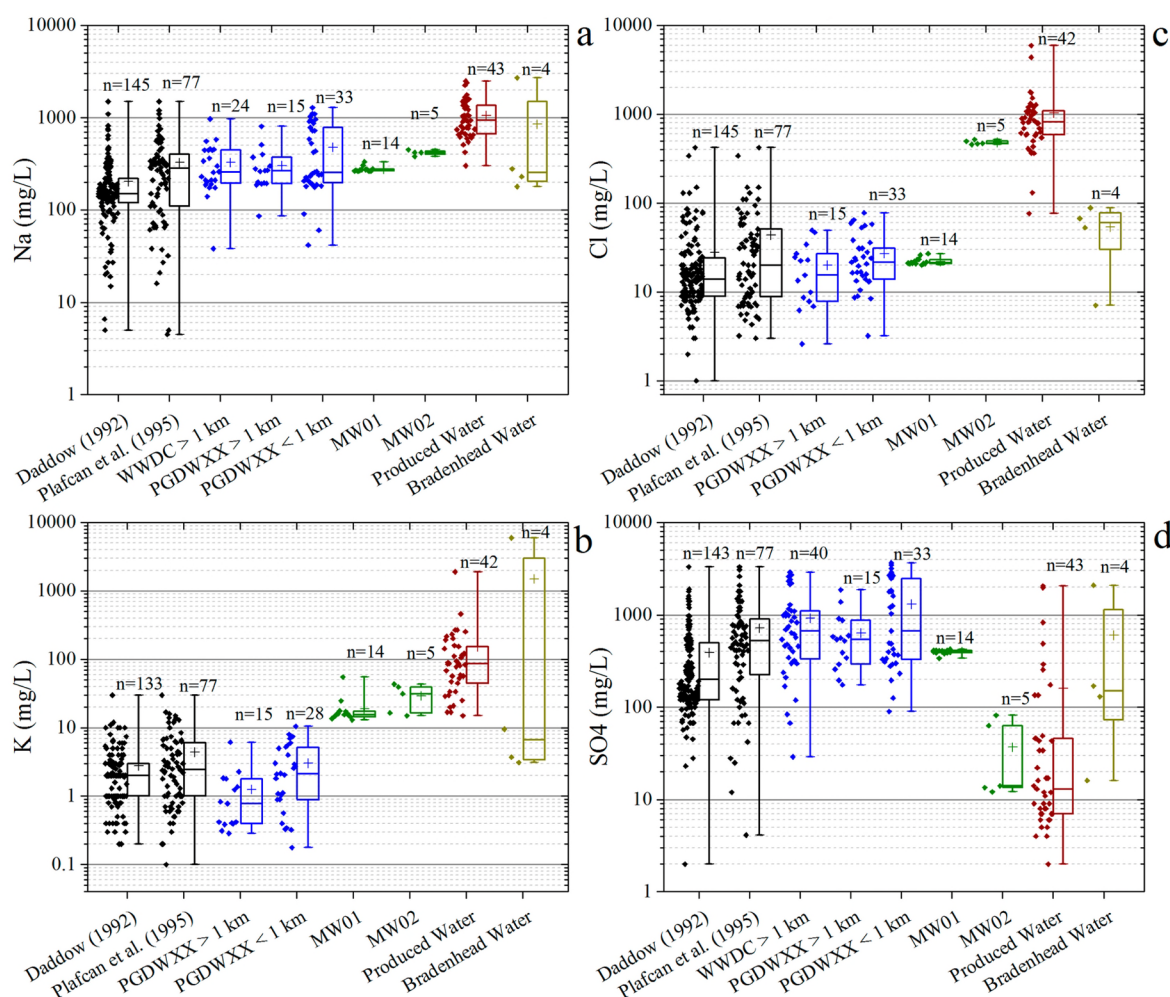 a
Na (mg/L)
10000
1000
100
10
1
n=145
n=77
n=24
n=15
n=33
n=14
n=5
n=43
n=4
Daddow (1992)
Plafcan et al. (1995)
WWDC > 1 km
PGDWXX > 1 km
PGDWXX < 1 km
MW01
MW02
Produced Water
Bradenhead Water
c
Cl (mg/L)
10000
1000
100
10
1
n=145
n=77
n=15
n=33
n=14
n=5
n=42
n=4
Daddow (1992)
Plafcan et al. (1995)
PGDWXX > 1 km
PGDWXX < 1 km
MW01
MW02
Produced Water
Bradenhead Water
b
K (mg/L)
10000
1000
100
10
1
0.1
n=133
n=77
n=15
n=28
n=14
n=5
n=42
n=4
Daddow (1992)
Plafcan et al. (1995)
PGDWXX > 1 km
PGDWXX < 1 km
MW01
MW02
Produced Water
Bradenhead Water
d
SO4 (mg/L)
10000
1000
100
10
1
n=143
n=77
n=40
n=15
n=33
n=14
n=5
n=43
n=4
Daddow (1992)
Plafcan et al. (1995)
WWDC > 1 km
PGDWXX > 1 km
PGDWXX < 1 km
MW01
MW02
Produced Water
Bradenhead Water